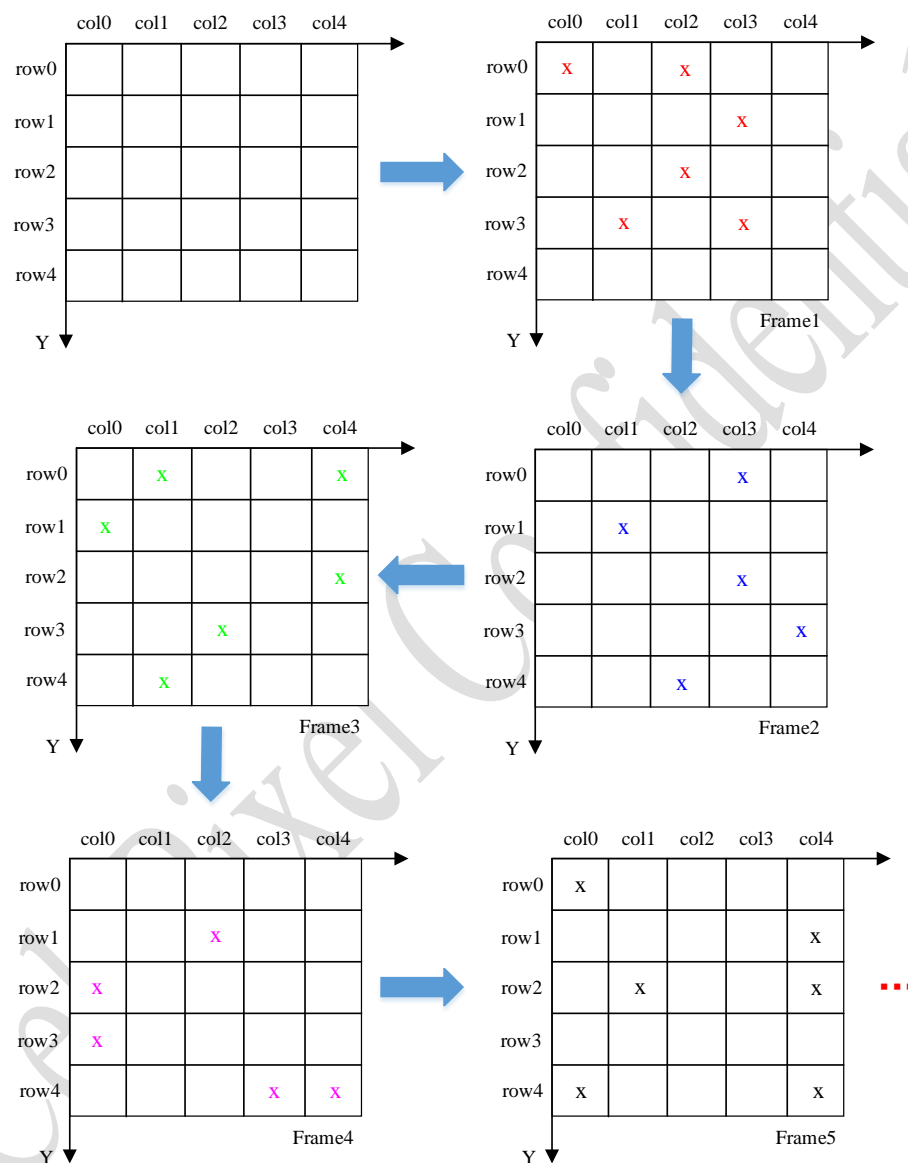 col0 col1 col2 col3 col4
row0
row1
row2
row3
row4
Y
col0 col1 col2 col3 col4
row0 x x
row1 x
row2 x
row3 x x
row4
Frame1
Y
col0 col1 col2 col3 col4
row0 x x
row1 x
row2 x
row3 x
row4 x
Frame3
Y
col0 col1 col2 col3 col4
row0 x
row1 x
row2 x
row3 x
row4 x
Frame2
Y
col0 col1 col2 col3 col4
row0
row1 x
row2 x
row3 x
row4 x x
Frame4
Y
col0 col1 col2 col3 col4
row0 x
row1 x
row2 x x
row3
row4 x x
Frame5
Y
Pixel Confidential